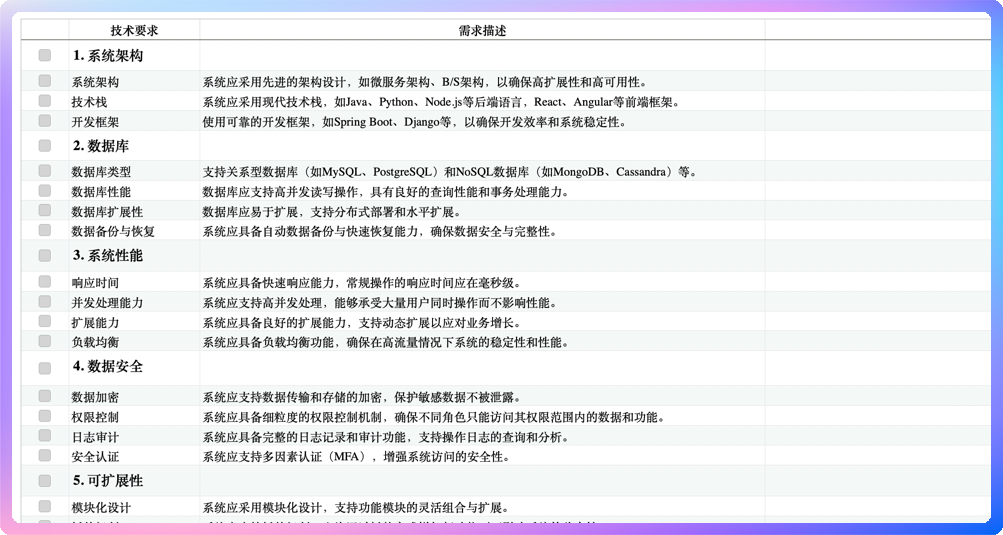 技术要求 需求描述
1. 系统架构
系统架构 系统应采用先进的架构设计，如微服务架构、B/S架构，以确保高扩展性和高可用性。
技术栈 系统应采用现代技术栈，如Java、Python、Node.js等后端语言，React、Angular等前端框架。
开发框架 使用可靠的开发框架，如Spring Boot、Django等，以确保开发效率和系统稳定性。
2. 数据库
数据库类型 支持关系型数据库（如MySQL、PostgreSQL）和NoSQL数据库（如MongoDB、Cassandra）等。
数据库性能 数据库应支持高并发读写操作，具有良好的查询性能和事务处理能力。
数据库扩展性 数据库应易于扩展，支持分布式部署和水平扩展。
数据备份与恢复 系统应具备自动数据备份与快速恢复能力，确保数据安全与完整性。
3. 系统性能
响应时间 系统应具备快速响应能力，常规操作的响应时间应在毫秒级。
并发处理能力 系统应支持高并发处理，能够承受大量用户同时操作而不影响性能。
扩展能力 系统应具备良好的扩展能力，支持动态扩展以应对业务增长。
负载均衡 系统应具备负载均衡功能，确保在高流量情况下系统的稳定性和性能。
4. 数据安全
数据加密 系统应支持数据传输和存储的加密，保护敏感数据不被泄露。
权限控制 系统应具备细粒度的权限控制机制，确保不同角色只能访问其权限范围内的数据和功能。
日志审计 系统应具备完整的日志记录和审计功能，支持操作日志的查询和分析。
安全认证 系统应支持多因素认证（MFA），增强系统访问的安全性。
5. 可扩展性
模块化设计 系统应采用模块化设计，支持功能模块的灵活组合与扩展。